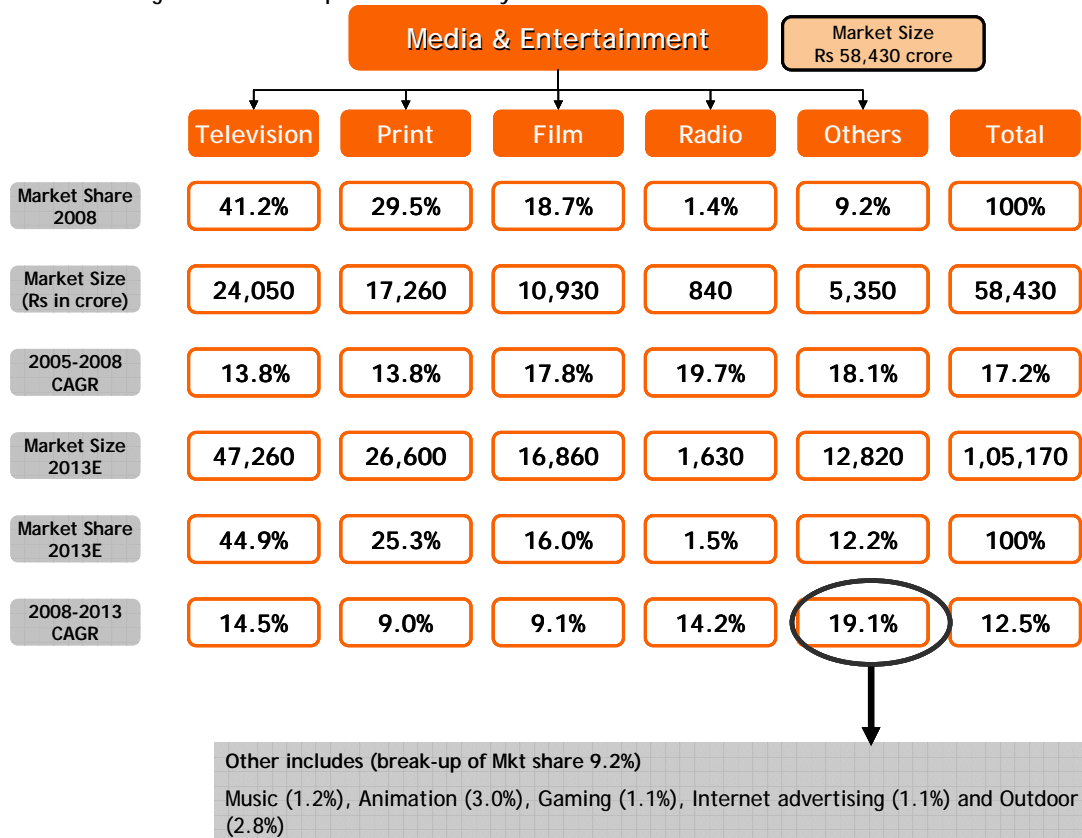 Media & Entertainment
Market Size
Rs 58,430 crore
Television Print Film Radio Others Total
Market Share
2008
41.2% 29.5% 18.7% 1.4% 9.2% 100%
Market Size
(Rs in crore)
24,050 17,260 10,930 840 5,350 58,430
2005-2008
CAGR
13.8% 13.8% 17.8% 19.7% 18.1% 17.2%
Market Size
2013E
47,260 26,600 16,860 1,630 12,820 1,05,170
Market Share
2013E
44.9% 25.3% 16.0% 1.5% 12.2% 100%
2008-2013
CAGR
14.5% 9.0% 9.1% 14.2% 19.1% 12.5%
Other includes (break-up of Mkt share 9.2%)
Music (1.2%), Animation (3.0%), Gaming (1.1%), Internet advertising (1.1%) and Outdoor
(2.8%)